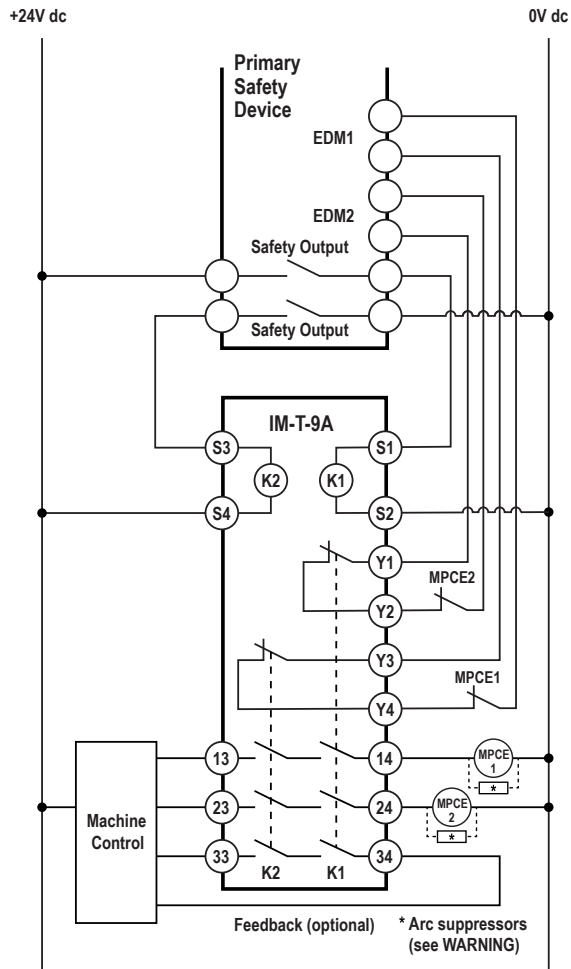 +24V dc
0V dc
Primary
Safety
Device
EDM1
EDM2
Safety Output
Safety Output
IM-T-9A
S3
S1
K2
K1
S4
S2
Y1
MPCE2
Y2
Y3
MPCE1
Y4
13
14
MPCE
1
*
Machine
Control
23
24
MPCE
2
*
33
K2
K1
34
Feedback (optional)
* Arc suppressors
(see WARNING)